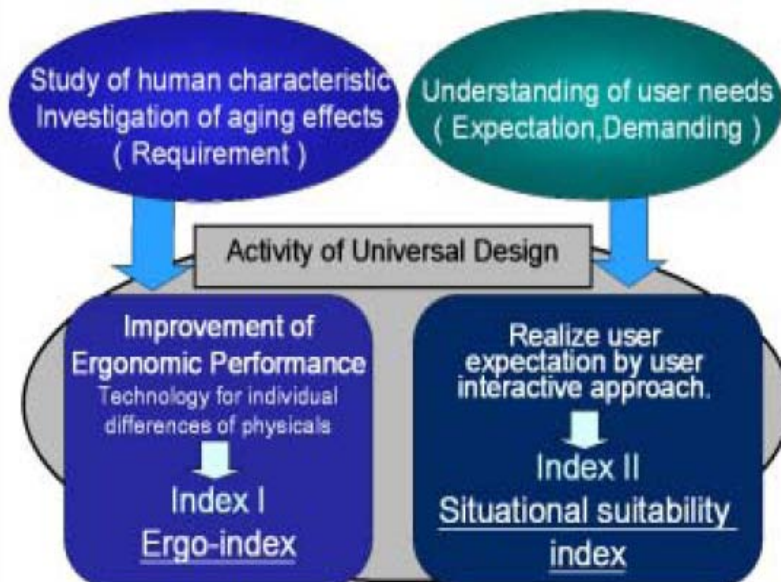 Study of human characteristic
Investigation of aging effects
( Requirement )
Understanding of user needs
( Expectation,Demanding )
Activity of Universal Design
Improvement of
Ergonomic Performance
Technology for individual
differences of physicals
Index I
Ergo-index
Realize user
expectation by user
interactive approach.
Index II
Situational suitability
index